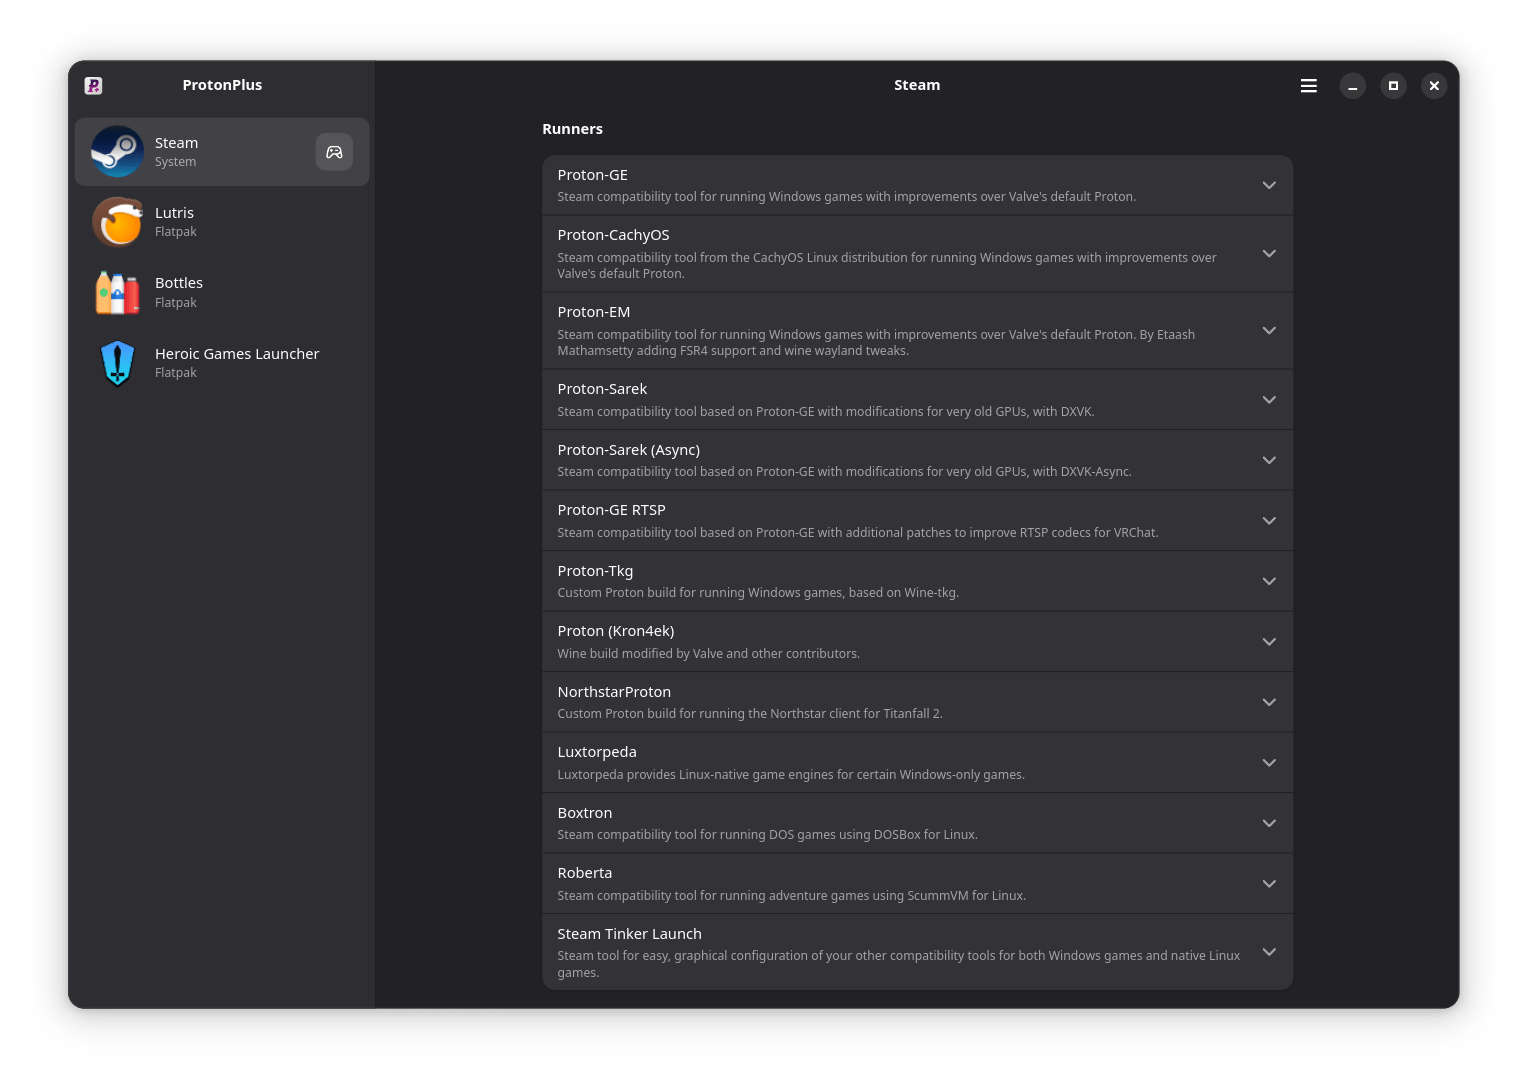 ProtonPlus
Steam
System
Lutris
Flatpak
Bottles
Flatpak
Heroic Games Launcher
Flatpak
Steam
Runners
Proton-GE
Steam compatibility tool for running Windows games with improvements over Valve's default Proton.
Proton-CachyOS
Steam compatibility tool from the CachyOS Linux distribution for running Windows games with improvements over
Valve's default Proton.
Proton-EM
Steam compatibility tool for running Windows games with improvements over Valve's default Proton. By Etaash
Mathamsetty adding FSR4 support and wine wayland tweaks.
Proton-Sarek
Steam compatibility tool based on Proton-GE with modifications for very old GPUs, with DXVK.
Proton-Sarek (Async)
Steam compatibility tool based on Proton-GE with modifications for very old GPUs, with DXVK-Async.
Proton-GE RTSP
Steam compatibility tool based on Proton-GE with additional patches to improve RTSP codecs for VRChat.
Proton-Tkg
Custom Proton build for running Windows games, based on Wine-tkg.
Proton (Kron4ek)
Wine build modified by Valve and other contributors.
NorthstarProton
Custom Proton build for running the Northstar client for Titanfall 2.
Luxtorpeda
Luxtorpeda provides Linux-native game engines for certain Windows-only games.
Boxtron
Steam compatibility tool for running DOS games using DOSBox for Linux.
Roberta
Steam compatibility tool for running adventure games using ScummVM for Linux.
Steam Tinker Launch
Steam tool for easy, graphical configuration of your other compatibility tools for both Windows games and native Linux
games.